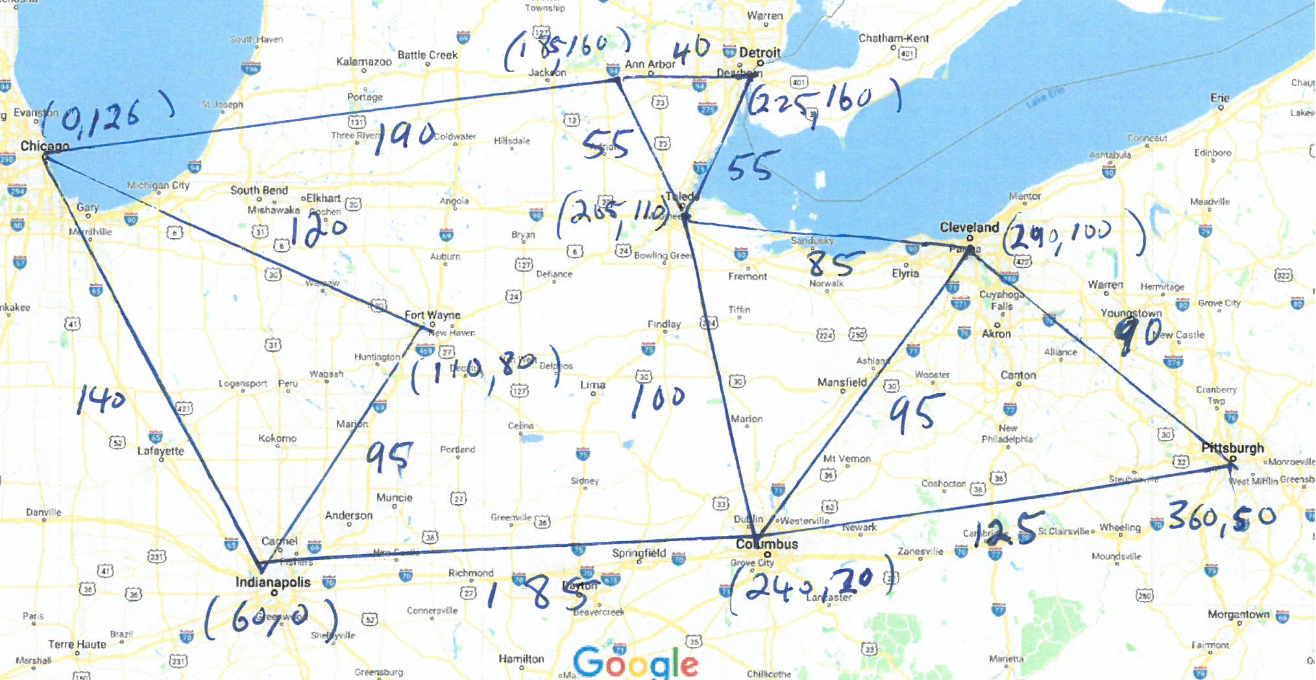 Township
Warren
South Haven
Kalamazoo
Battle Creek
(185,160)
40
Detroit
Chatham-Kent
Jackson
Ann Arbor
Dearborn
Evanston
(0,126)
St Joseph
Portage
(225,160)
Lake Erie
Erie
Chicago
Three Rivers
190
Coldwater
Hillsdale
55
55
Conneaut
Ashtabula
Edinboro
Michigan City
South Bend
Elkhart
Angola
Toledo
Mentor
Meadville
Gary
Mishawaka
Goshen
120
Merrillville
Bryan
Bowling Green
Sandusky
Cleveland
(290,100)
Parma
85
Elyria
Auburn
Defiance
Fremont
Norwalk
Warsaw
Warren
Hermitage
Grove City
Cuyahoga
Falls
Akron
Youngstown
New Castle
90
Fort Wayne
New Haven
Findlay
Tiffin
Huntington
(110,80)
Delphos
Ashland
Wooster
Alliance
Canton
Logansport
Peru
Wabash
Lima
Mansfield
Cranberry
Twp
140
100
Marion
Marion
95
Celina
New
Philadelphia
Kokomo
Lafayette
95
Portland
Mt Vernon
Pittsburgh
Monroeville
Sidney
Coshocton
Steubenville
West Mifflin
Greensb
Muncie
Danville
Anderson
Greenville
Dublin
Westerville
Newark
Cambridge
125
St Clairsville
Wheeling
360,50
Carmel
Fishers
New Castle
Columbus
Zanesville
Moundsville
Indianapolis
Richmond
Springfield
Grove City
185
Dayton
(240,20)
Lancaster
Beavercreek
Connersville
(60,0)
Greenwood
Shelbyville
Paris
Terre Haute
Brazil
Morgantown
Fairmont
Marshall
Hamilton
Google
Greensburg
Chillicothe
Marietta